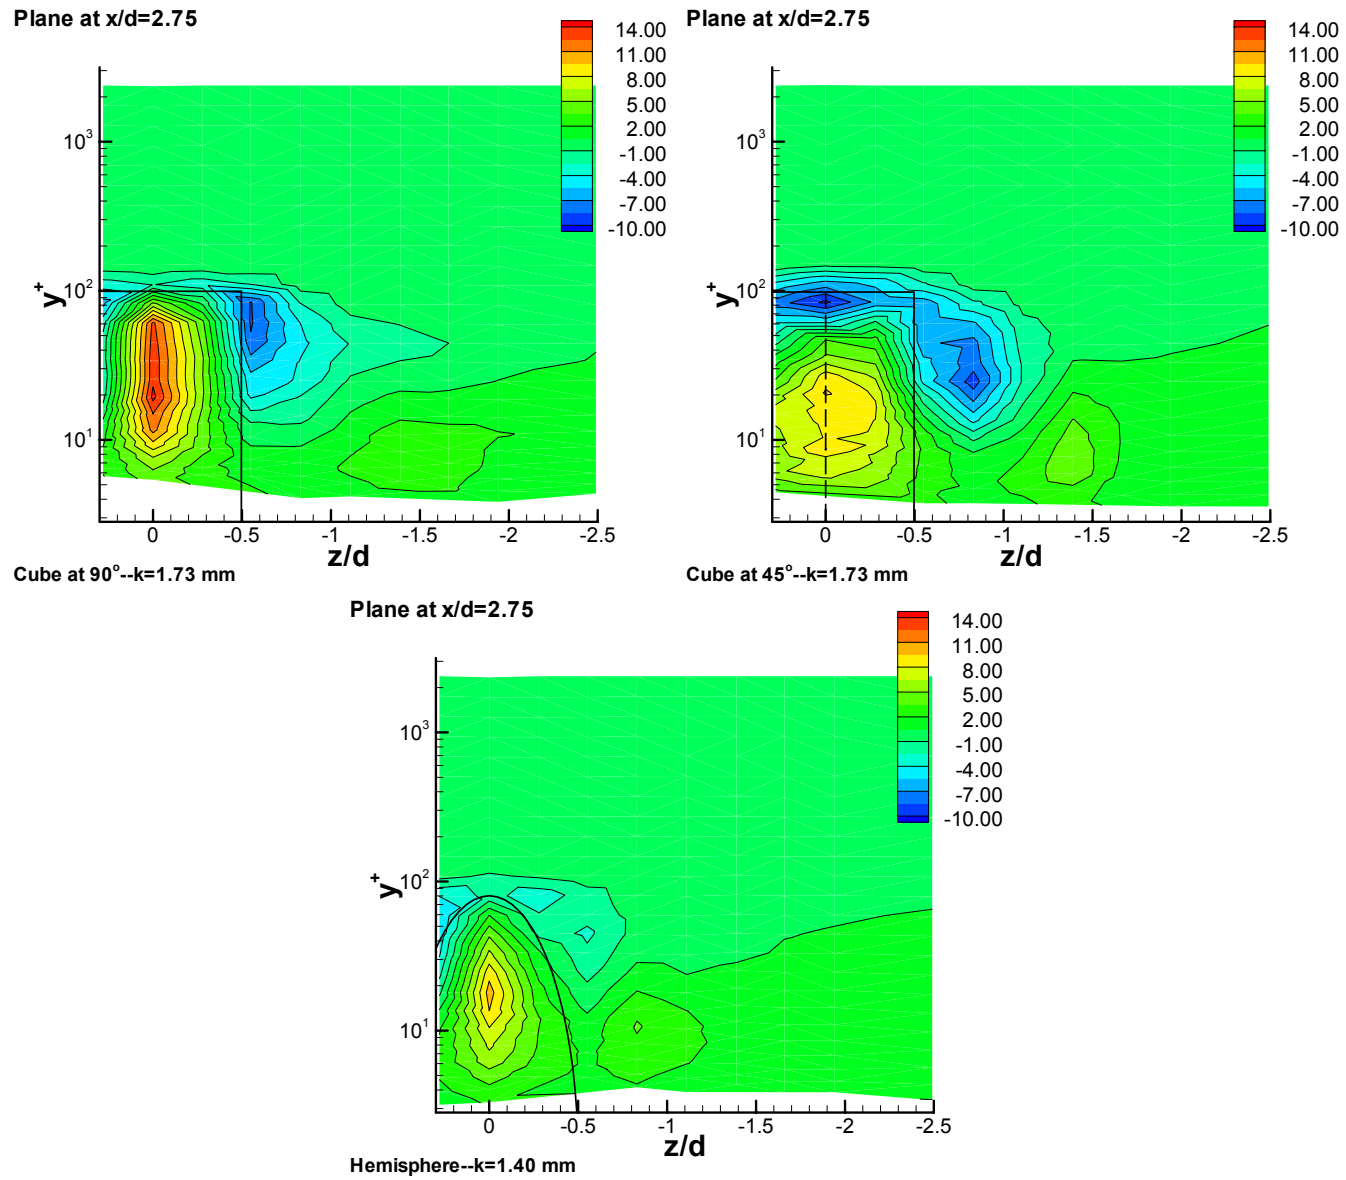 Plane at x/d=2.75
14.00
11.00
8.00
5.00
2.00
-1.00
-4.00
-7.00
-10.00
10³
10²
10¹
y⁺
0 -0.5 -1 -1.5 -2 -2.5
z/d
Cube at 90°--k=1.73 mm
Plane at x/d=2.75
14.00
11.00
8.00
5.00
2.00
-1.00
-4.00
-7.00
-10.00
10³
10²
10¹
y⁺
0 -0.5 -1 -1.5 -2 -2.5
z/d
Cube at 45°--k=1.73 mm
Plane at x/d=2.75
14.00
11.00
8.00
5.00
2.00
-1.00
-4.00
-7.00
-10.00
10³
10²
10¹
y⁺
0 -0.5 -1 -1.5 -2 -2.5
z/d
Hemisphere--k=1.40 mm